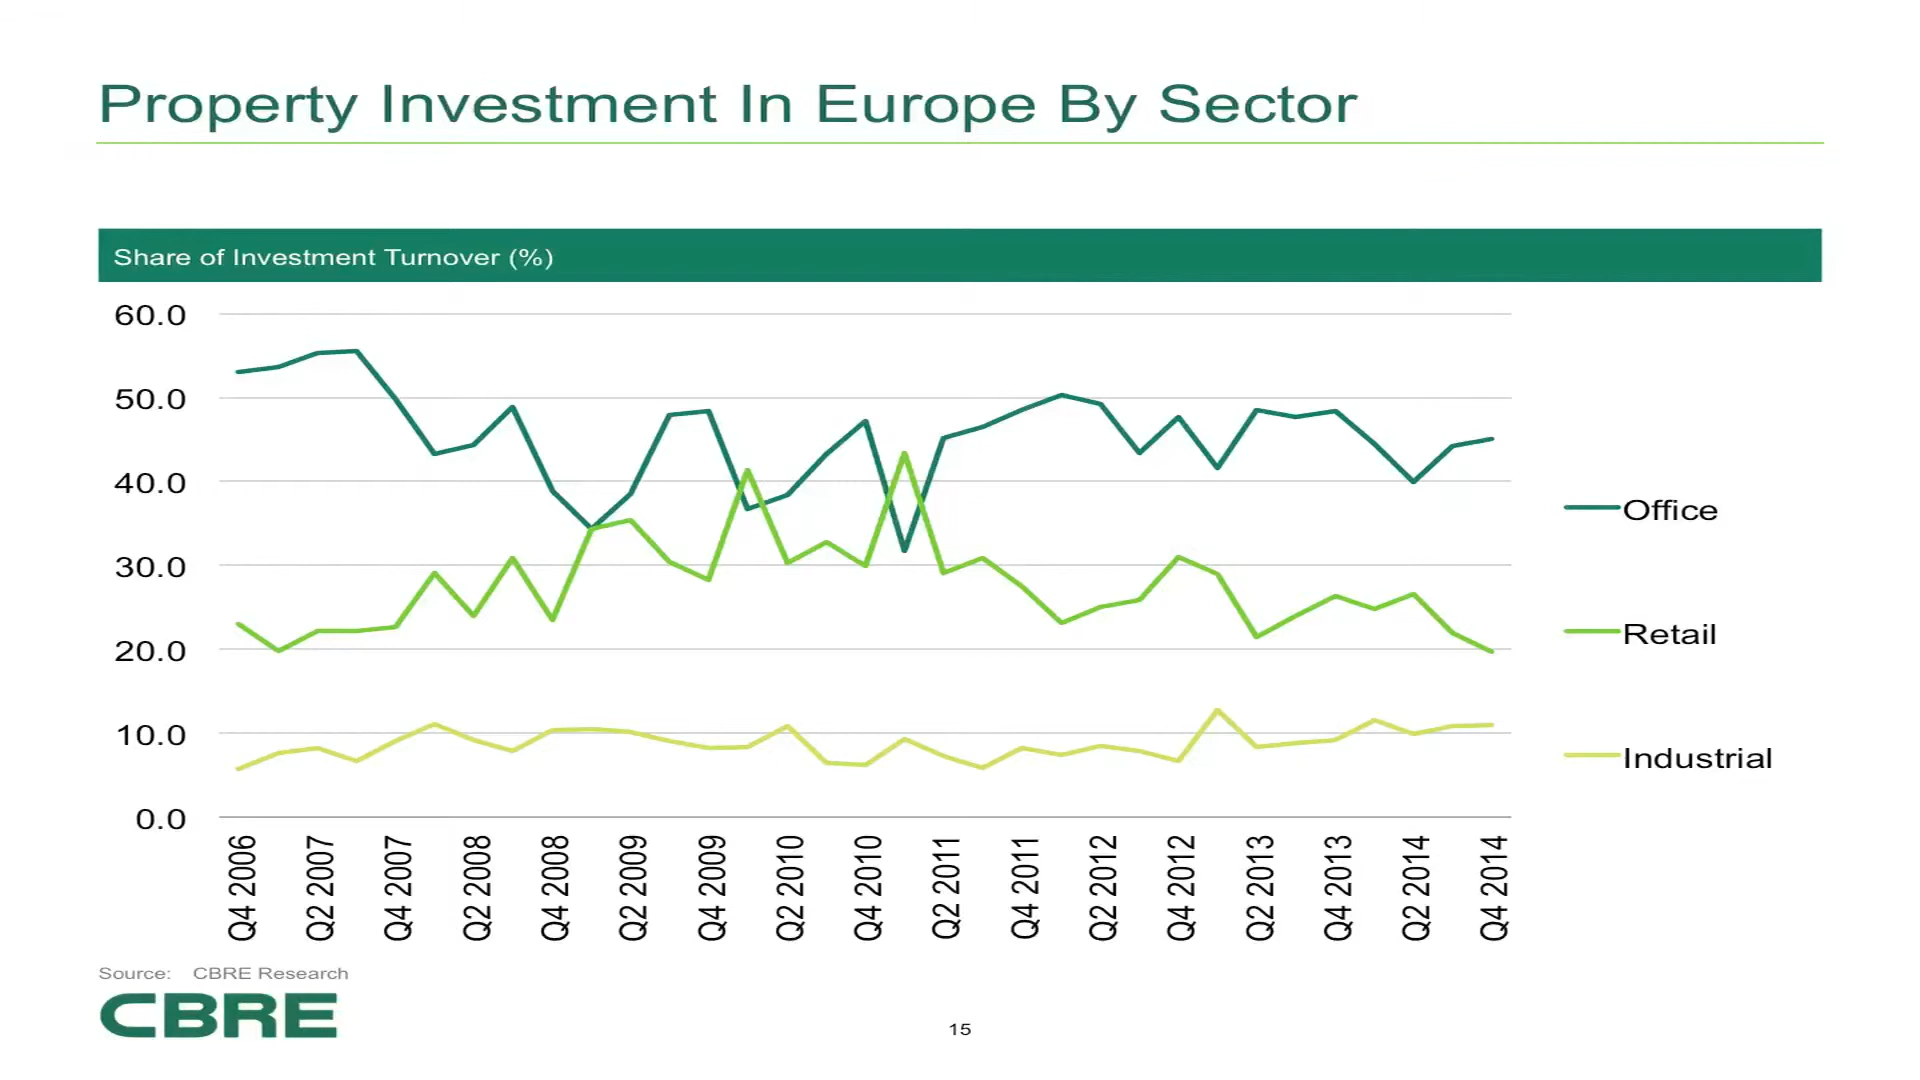 Property Investment In Europe By Sector
Share of Investment Turnover (%)
60.0
50.0
40.0
30.0
20.0
10.0
0.0
Q4 2006
Q2 2007
Q4 2007
Q2 2008
Q4 2008
Q2 2009
Q4 2009
Q2 2010
Q4 2010
Q2 2011
Q4 2011
Q2 2012
Q4 2012
Q2 2013
Q4 2013
Q2 2014
Q4 2014
Office
Retail
Industrial
Source: CBRE Research
CBRE
15